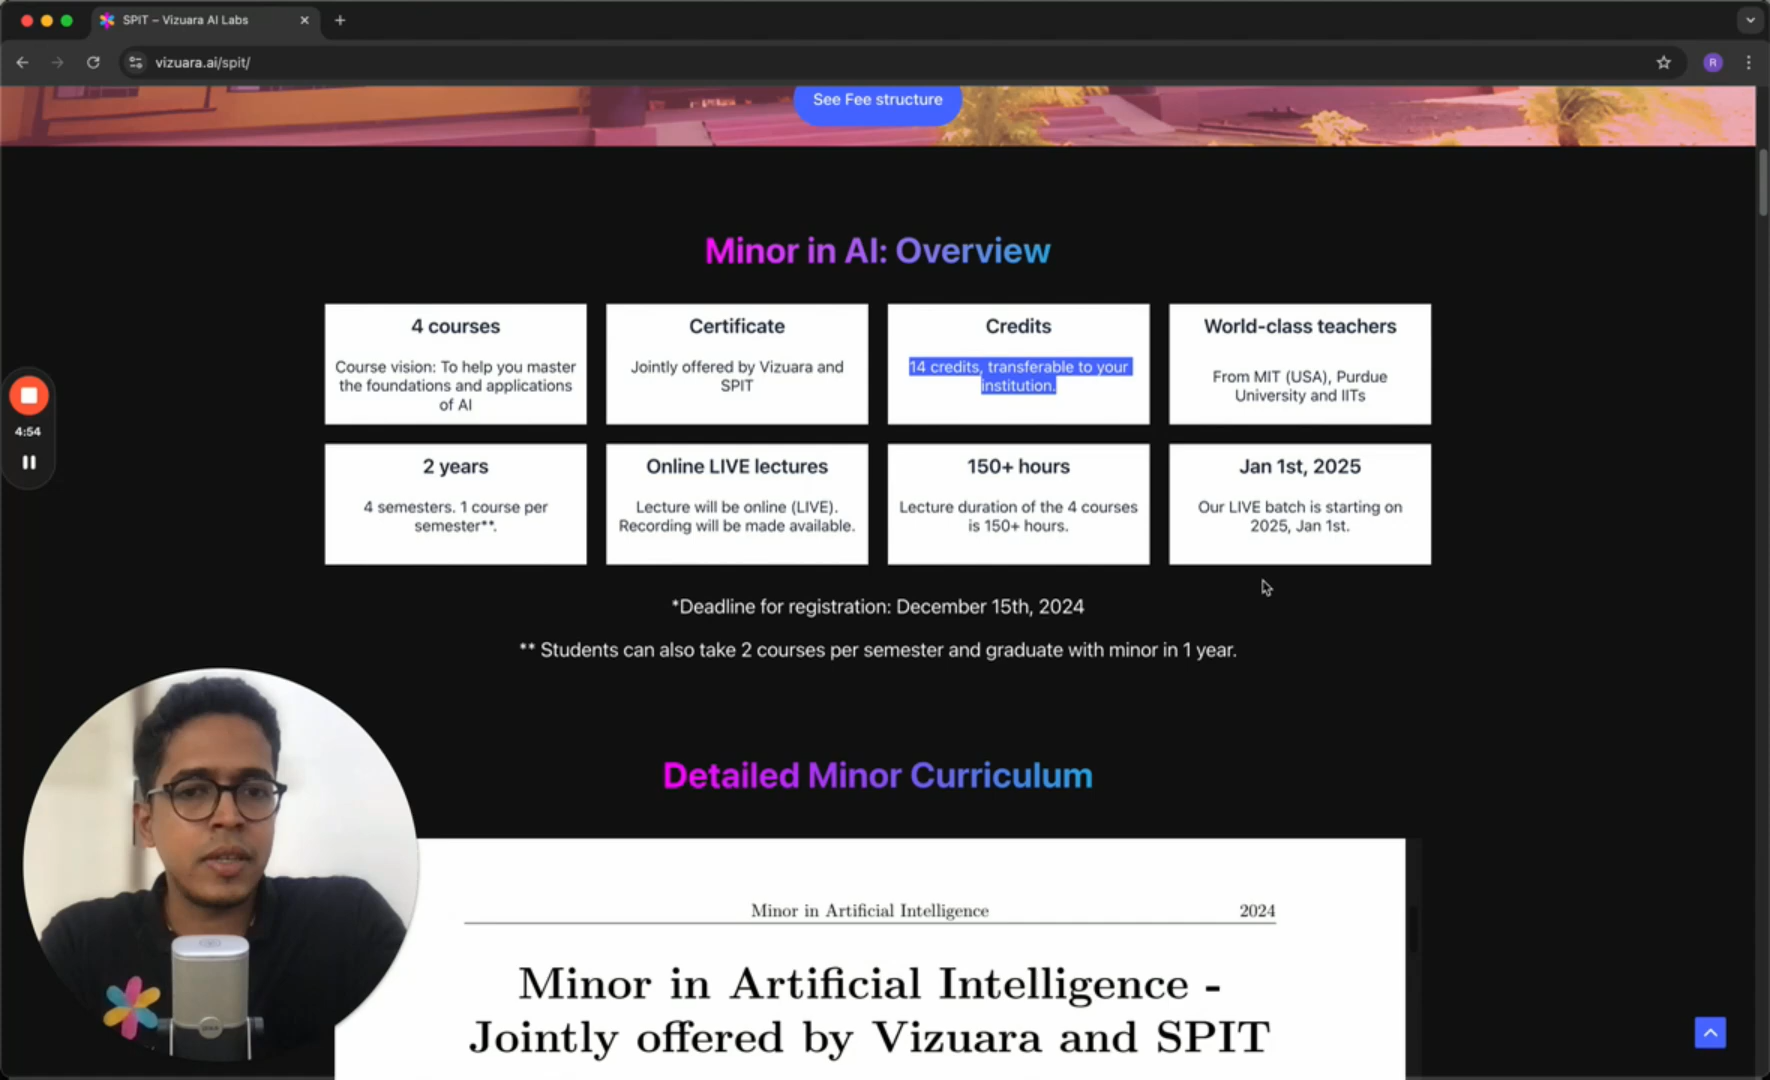 SPIT – Vizuara AI Labs
vizuara.ai/spit/
R
See Fee structure
Minor in AI: Overview
4 courses
Course vision: To help you master
the foundations and applications
of AI
Certificate
Jointly offered by Vizuara and
SPIT
Credits
14 credits, transferable to your
institution.
World-class teachers
From MIT (USA), Purdue
University and IITs
4:54
2 years
4 semesters. 1 course per
semester**.
Online LIVE lectures
Lecture will be online (LIVE).
Recording will be made available.
150+ hours
Lecture duration of the 4 courses
is 150+ hours.
Jan 1st, 2025
Our LIVE batch is starting on
2025, Jan 1st.
*Deadline for registration: December 15th, 2024
** Students can also take 2 courses per semester and graduate with minor in 1 year.
Detailed Minor Curriculum
Minor in Artificial Intelligence 2024
Minor in Artificial Intelligence -
Jointly offered by Vizuara and SPIT